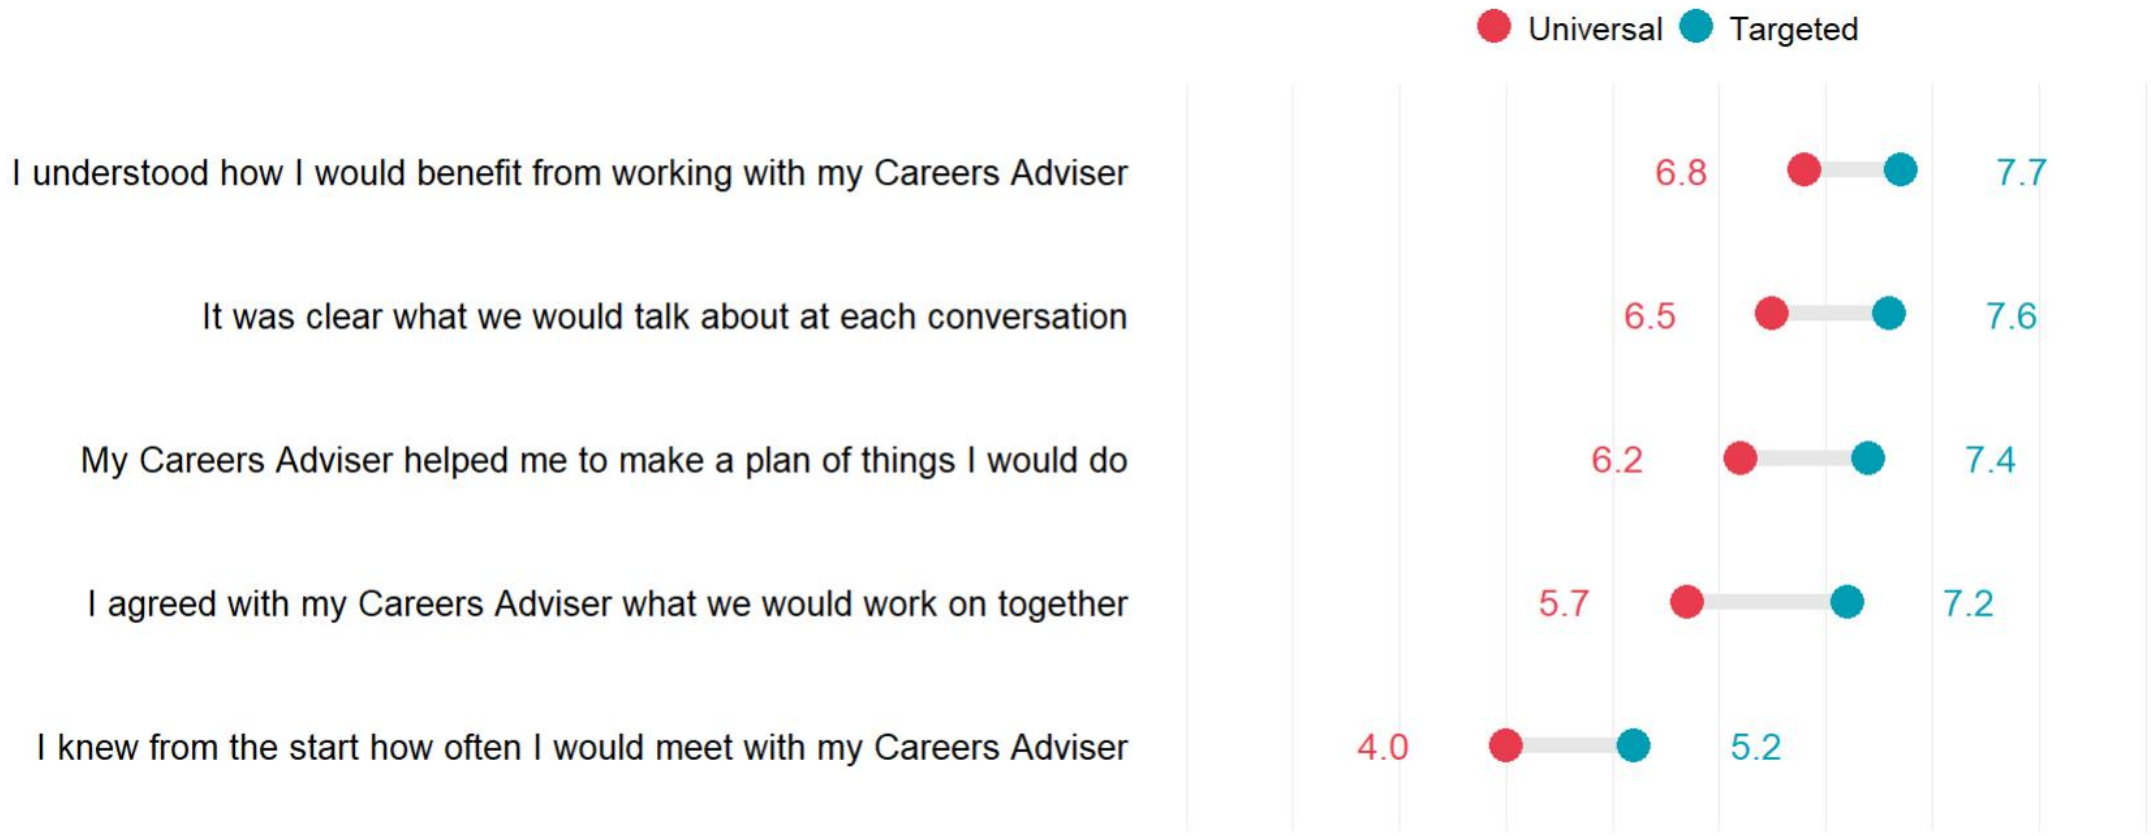 Universal Targeted
I understood how I would benefit from working with my Careers Adviser 6.8 7.7
It was clear what we would talk about at each conversation 6.5 7.6
My Careers Adviser helped me to make a plan of things I would do 6.2 7.4
I agreed with my Careers Adviser what we would work on together 5.7 7.2
I knew from the start how often I would meet with my Careers Adviser 4.0 5.2